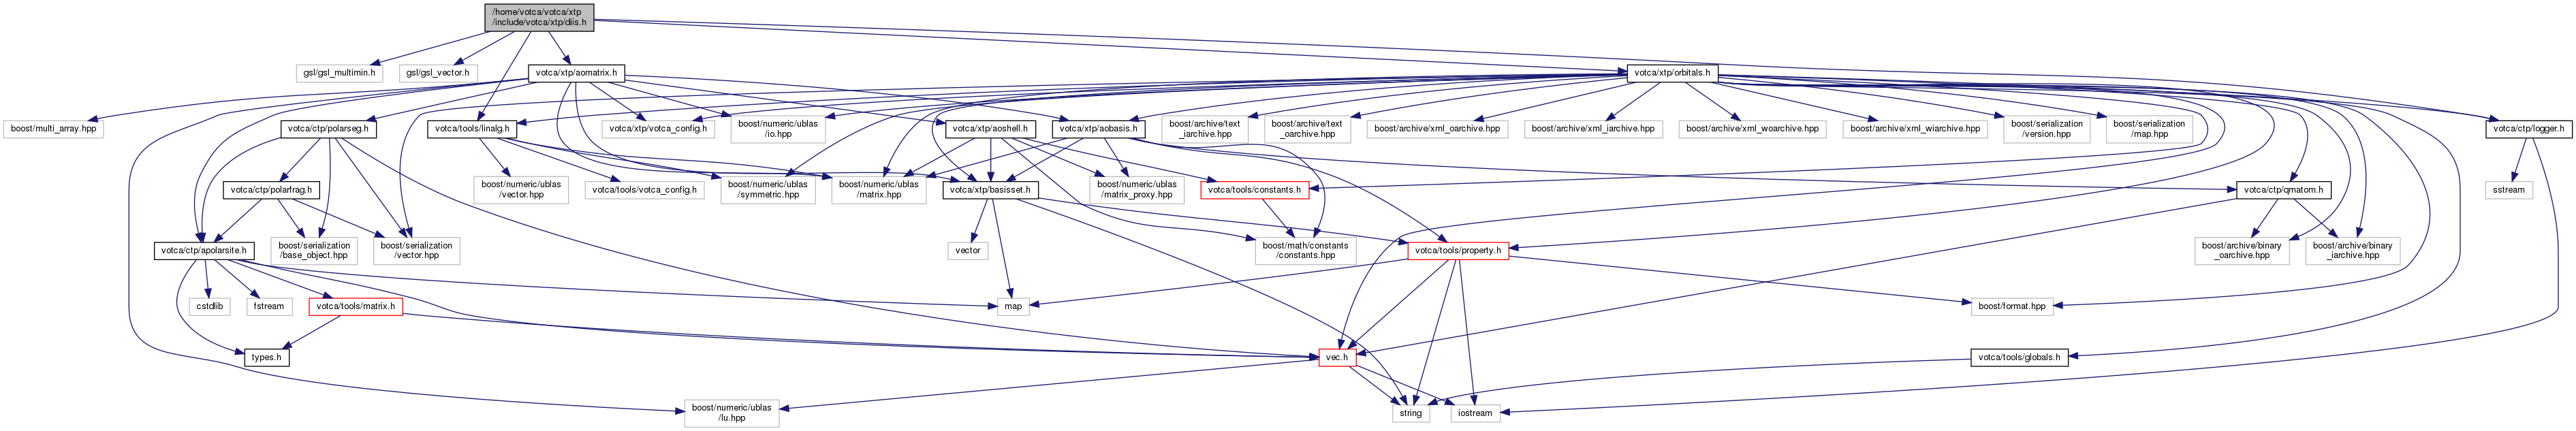 /home/votca/votca/xtp
/include/votca/xtp/diis.h
gsl/gsl_multimin.h
gsl/gsl_vector.h
votca/xtp/aomatrix.h
votca/xtp/orbitals.h
boost/multi_array.hpp
votca/ctp/polarseg.h
votca/tools/linalg.h
votca/xtp/votca_config.h
boost/numeric/ublas
/io.hpp
votca/xtp/aoshell.h
votca/xtp/aobasis.h
boost/archive/text
_iarchive.hpp
boost/archive/text
_oarchive.hpp
boost/archive/xml_oarchive.hpp
boost/archive/xml_iarchive.hpp
boost/archive/xml_woarchive.hpp
boost/archive/xml_wiarchive.hpp
boost/serialization
/version.hpp
boost/serialization
/map.hpp
votca/ctp/logger.h
votca/ctp/polarfrag.h
boost/numeric/ublas
/vector.hpp
votca/tools/votca_config.h
boost/numeric/ublas
/symmetric.hpp
boost/numeric/ublas
/matrix.hpp
votca/xtp/basisset.h
boost/numeric/ublas
/matrix_proxy.hpp
votca/tools/constants.h
votca/ctp/qmatom.h
sstream
votca/ctp/apolarsite.h
boost/serialization
/base_object.hpp
boost/serialization
/vector.hpp
vector
boost/math/constants
/constants.hpp
votca/tools/property.h
boost/archive/binary
_oarchive.hpp
boost/archive/binary
_iarchive.hpp
cstdlib
fstream
votca/tools/matrix.h
map
boost/format.hpp
types.h
vec.h
votca/tools/globals.h
boost/numeric/ublas
/lu.hpp
string
iostream